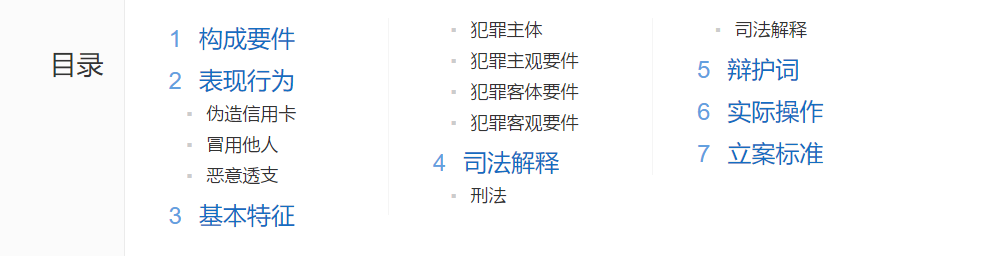 目录
1 构成要件
2 表现行为
伪造信用卡
冒用他人
恶意透支
3 基本特征
犯罪主体
犯罪主观要件
犯罪客体要件
犯罪客观要件
4 司法解释
刑法
司法解释
5 辩护词
6 实际操作
7 立案标准